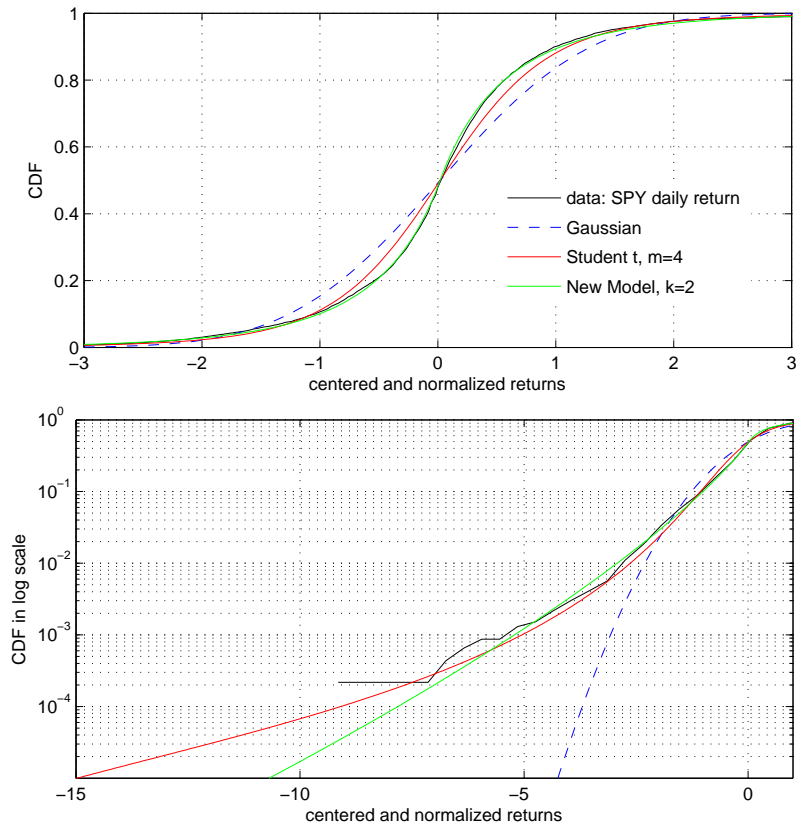 1
0.8
0.6
0.4
0.2
0
CDF
data: SPY daily return
Gaussian
Student t, m=4
New Model, k=2
−3
−2
−1
0
1
2
3
centered and normalized returns
10^0
10^−1
10^−2
10^−3
10^−4
CDF in log scale
−15
−10
−5
0
centered and normalized returns